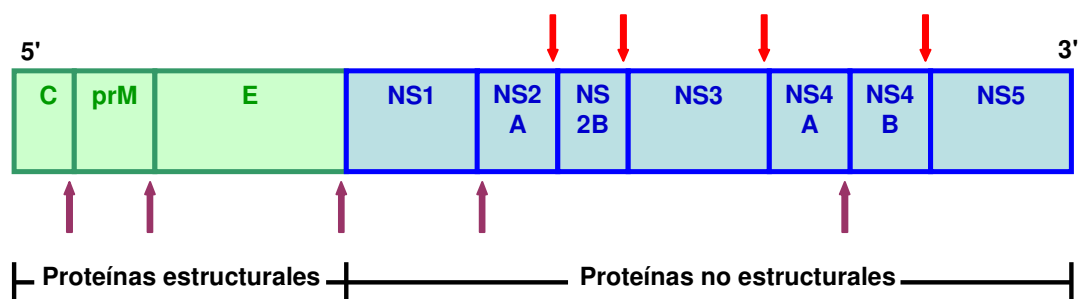 5' 3'
C prM E NS1 NS2 NS NS3 NS4 NS4 NS5
A 2B A B
Proteínas estructurales Proteínas no estructurales